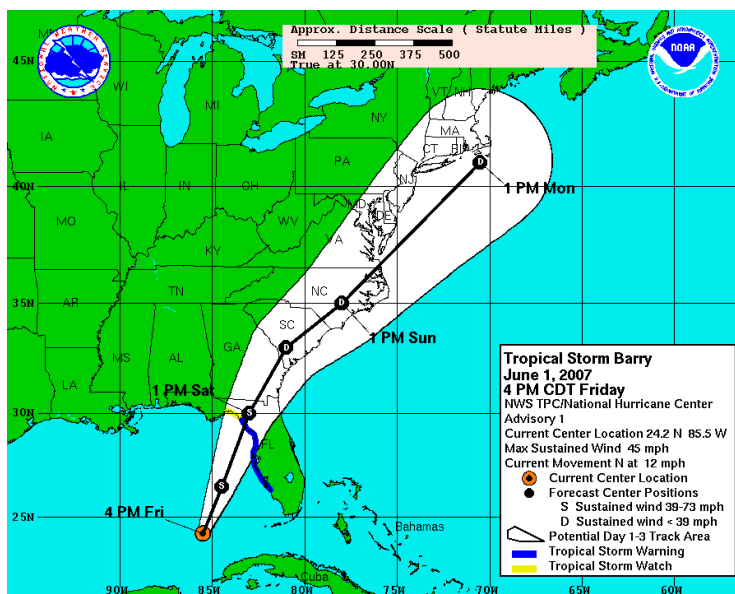 Approx. Distance Scale ( Statute Miles )
SM 125 250 375 500
True at 30.00N
NOAA
45N
40N
35N
30N
25N
90W
85W
80W
75W
70W
65W
60W
WI
MI
NY
VT
NH
MA
CT
RI
IA
PA
NJ
IL
IN
OH
MD
DE
MO
WV
VA
KY
TN
NC
AR
SC
MS
AL
GA
LA
FL
Bahamas
Cuba
1 PM Mon
D
1 PM Sun
D
D
1 PM Sat
S
S
4 PM Fri
Tropical Storm Barry
June 1, 2007
4 PM CDT Friday
NWS TPC/National Hurricane Center
Advisory 1
Current Center Location 24.2 N 85.5 W
Max Sustained Wind 45 mph
Current Movement N at 12 mph
Current Center Location
Forecast Center Positions
S Sustained wind 39-73 mph
D Sustained wind < 39 mph
Potential Day 1-3 Track Area
Tropical Storm Warning
Tropical Storm Watch